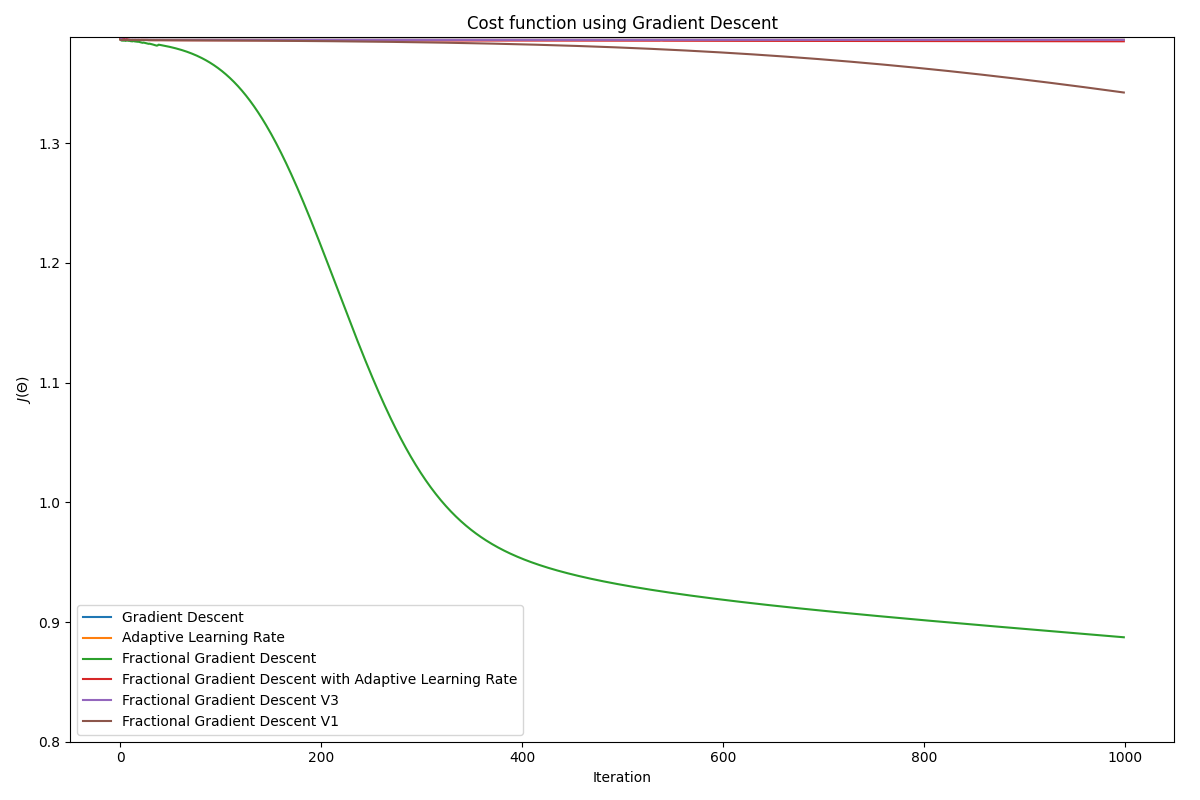 Cost function using Gradient Descent
J(Θ)
1.3
1.2
1.1
1.0
0.9
0.8
Gradient Descent
Adaptive Learning Rate
Fractional Gradient Descent
Fractional Gradient Descent with Adaptive Learning Rate
Fractional Gradient Descent V3
Fractional Gradient Descent V1
0 200 400 600 800 1000
Iteration